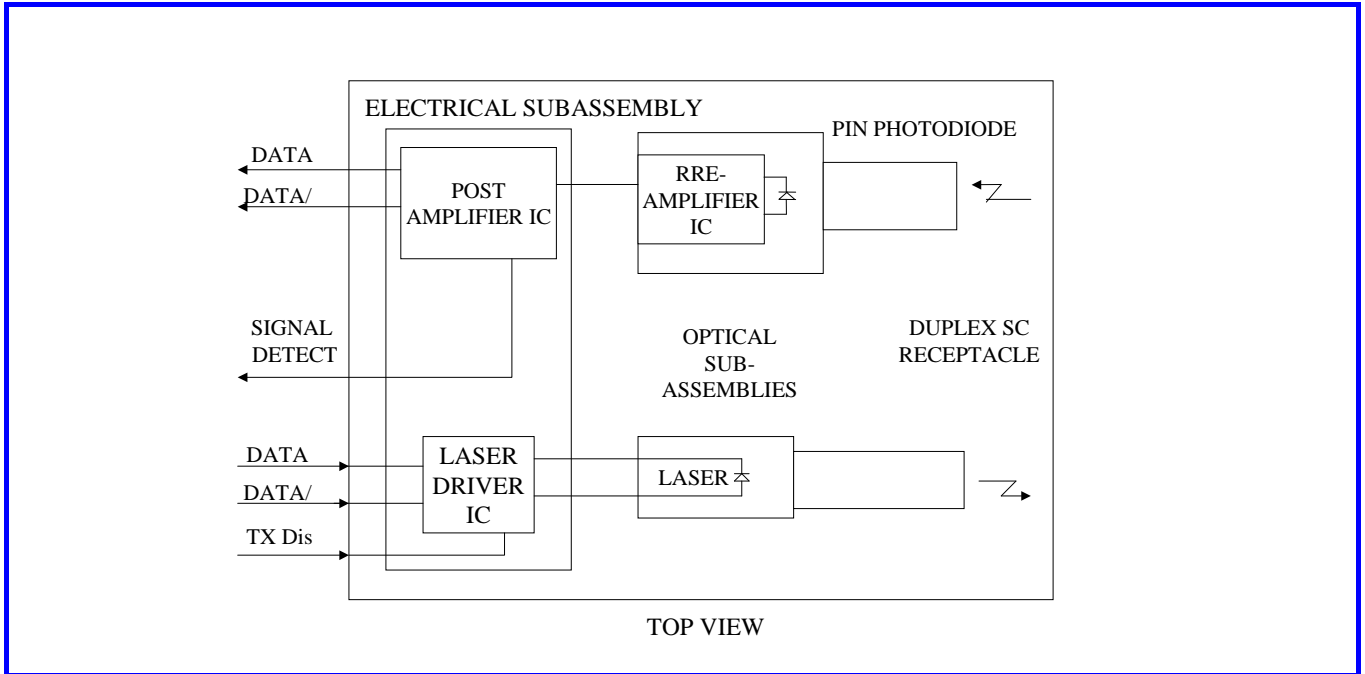 ELECTRICAL SUBASSEMBLY
PIN PHOTODIODE
DATA
DATA/
POST
AMPLIFIER IC
RRE-
AMPLIFIER
IC
SIGNAL
DETECT
OPTICAL
SUB-
ASSEMBLIES
DUPLEX SC
RECEPTACLE
DATA
DATA/
TX Dis
LASER
DRIVER
IC
LASER
TOP VIEW